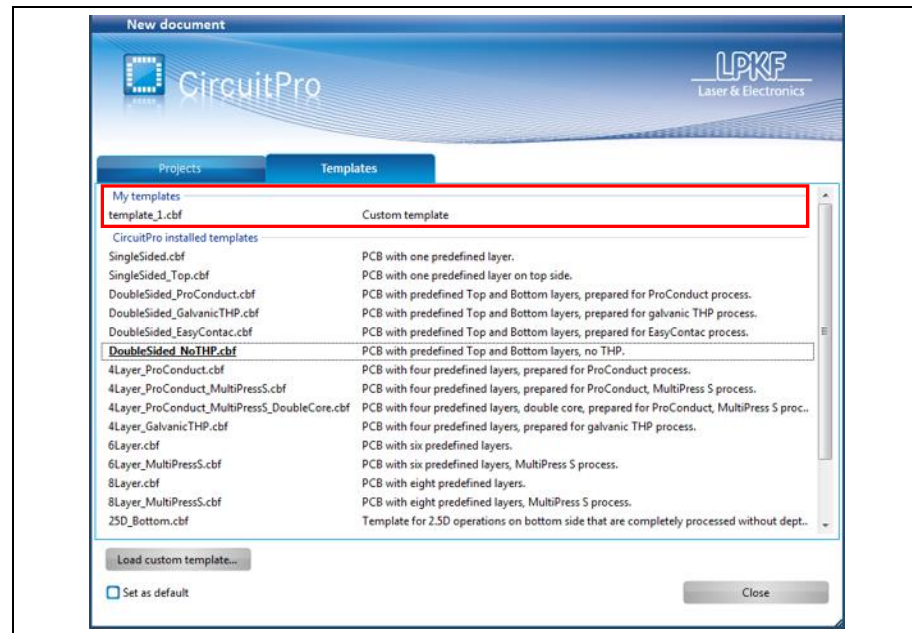 New document
CircuitPro
LPKF
Laser & Electronics
Projects Templates
My templates
template_1.cbf Custom template
CircuitPro installed templates
SingleSided.cbf PCB with one predefined layer.
SingleSided_Top.cbf PCB with one predefined layer on top side.
DoubleSided_ProConduct.cbf PCB with predefined Top and Bottom layers, prepared for ProConduct process.
DoubleSided_GalvanicTHP.cbf PCB with predefined Top and Bottom layers, prepared for galvanic THP process.
DoubleSided_EasyContac.cbf PCB with predefined Top and Bottom layers, prepared for EasyContac process.
DoubleSided_NoTHP.cbf PCB with predefined Top and Bottom layers, no THP.
4Layer_ProConduct.cbf PCB with four predefined layers, prepared for ProConduct process.
4Layer_ProConduct_MultiPressS.cbf PCB with four predefined layers, prepared for ProConduct, MultiPress S process.
4Layer_ProConduct_MultiPressS_DoubleCore.cbf PCB with four predefined layers, double core, prepared for ProConduct, MultiPress S proc..
4Layer_GalvanicTHP.cbf PCB with four predefined layers, prepared for galvanic THP process.
6Layer.cbf PCB with six predefined layers.
6Layer_MultiPressS.cbf PCB with six predefined layers, MultiPress S process.
8Layer.cbf PCB with eight predefined layers.
8Layer_MultiPressS.cbf PCB with eight predefined layers, MultiPress S process.
25D_Bottom.cbf Template for 2.5D operations on bottom side that are completely processed without dept..
Load custom template...
Set as default Close